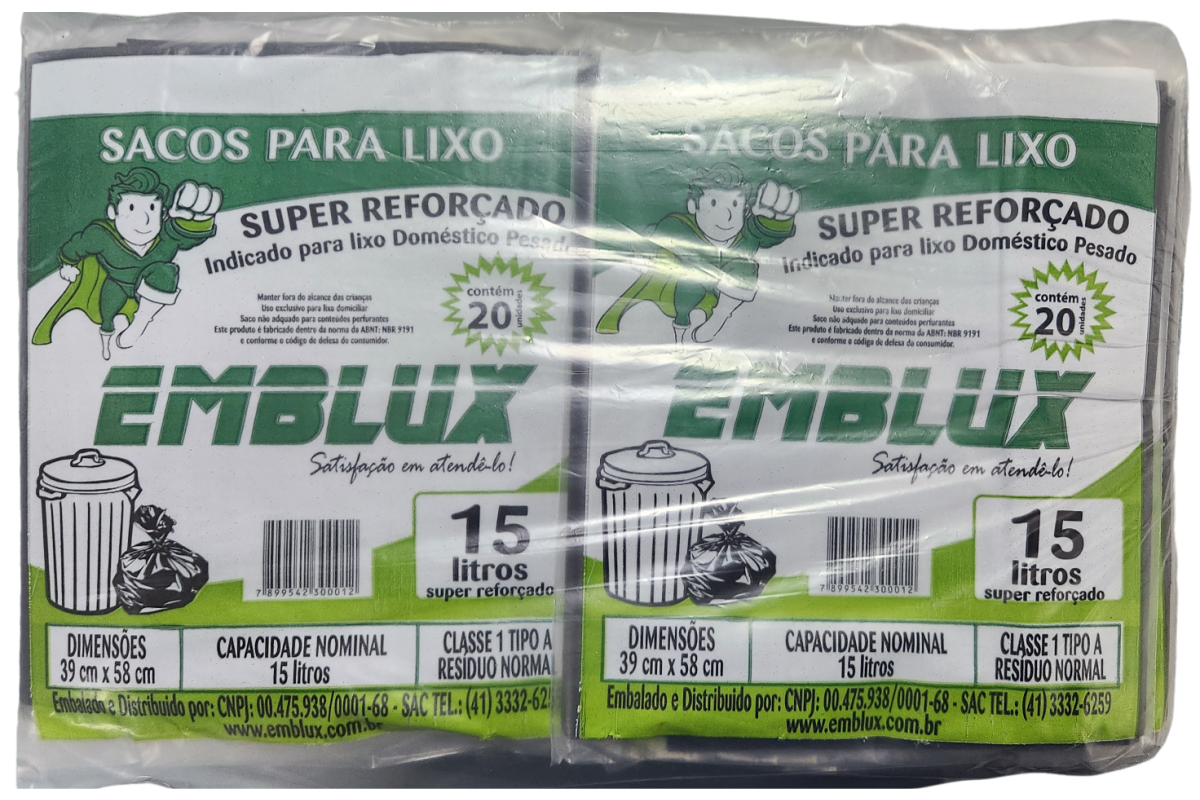 SACOS PARA LIXO
SUPER REFORÇADO
Indicado para lixo Doméstico Pesado
contém
20
unidades
Manter fora do alcance das crianças
Uso exclusivo para lixo domiciliar
Saco não adquado para conteúdos perfurantes
Este produto é fabricado dentro da norma da ABNT: NBR 9191
e conforme o código de defesa do consumidor.
EMBLUX
Satisfação em atendê-lo!
15
litros
super reforçado
7 899542 300012
DIMENSÕES
39 cm x 58 cm
CAPACIDADE NOMINAL
15 litros
CLASSE 1 TIPO A
RESÍDUO NORMAL
Embalado e Distribuido por: CNPJ: 00.475.938/0001-68 - SAC TEL.: (41) 3332-625
www.emblux.com.br
SACOS PARA LIXO
SUPER REFORÇADO
Indicado para lixo Doméstico Pesado
contém
20
unidades
Manter fora do alcance das crianças
Uso exclusivo para lixo domiciliar
Saco não adquado para conteúdos perfurantes
Este produto é fabricado dentro da norma da ABNT: NBR 9191
e conforme o código de defesa do consumidor.
EMBLUX
Satisfação em atendê-lo!
15
litros
super reforçado
7 899542 300012
DIMENSÕES
39 cm x 58 cm
CAPACIDADE NOMINAL
15 litros
CLASSE 1 TIPO A
RESÍDUO NORMAL
Embalado e Distribuido por: CNPJ: 00.475.938/0001-68 - SAC TEL.: (41) 3332-6259
www.emblux.com.br